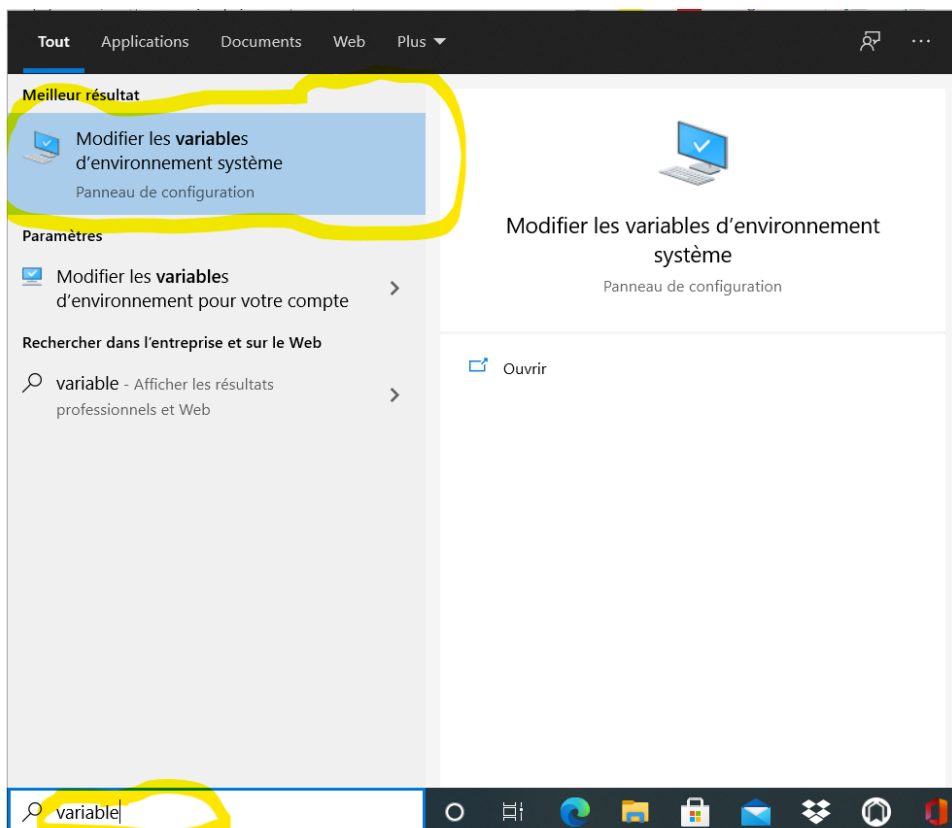 Tout Applications Documents Web Plus
Meilleur résultat
Modifier les variables
d'environnement système
Panneau de configuration
Paramètres
Modifier les variables
d'environnement pour votre compte
Rechercher dans l'entreprise et sur le Web
variable - Afficher les résultats
professionnels et Web
Modifier les variables d'environnement
système
Panneau de configuration
Ouvrir
variable